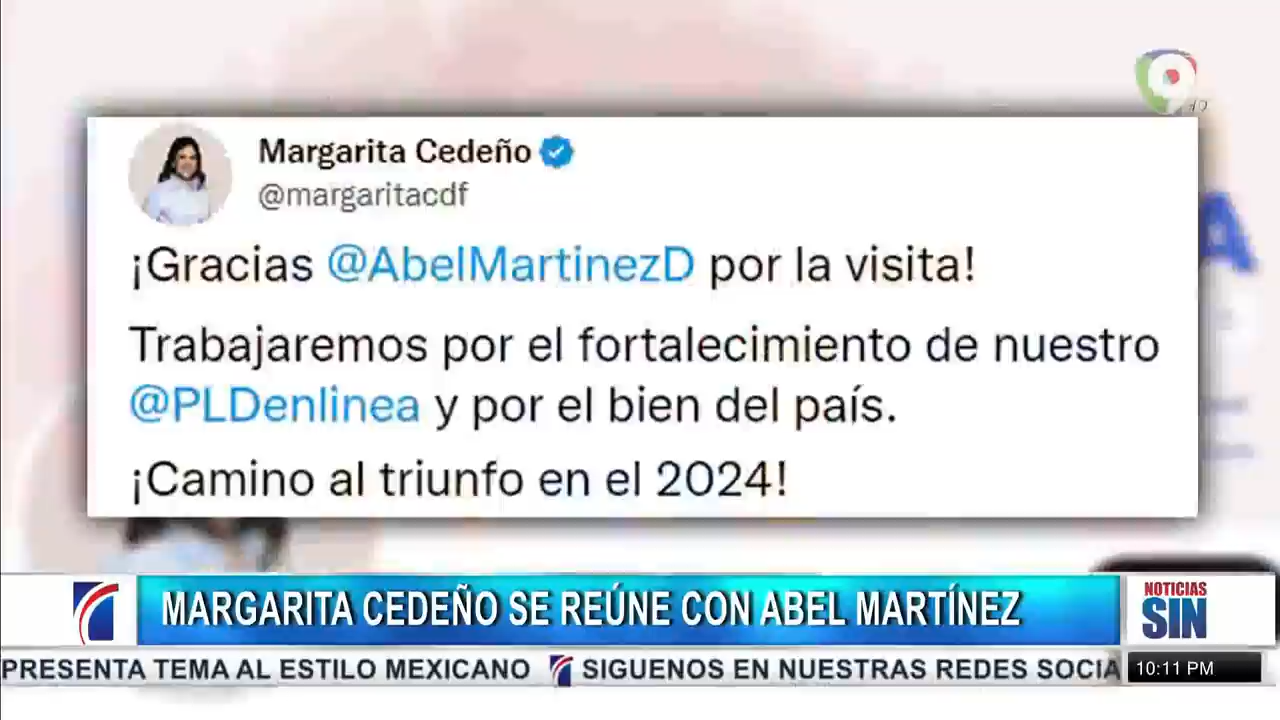 9
HD
Margarita Cedeño
@margaritacdf
¡Gracias @AbelMartinezD por la visita!
Trabajaremos por el fortalecimiento de nuestro
@PLDenlinea y por el bien del país.
¡Camino al triunfo en el 2024!
MARGARITA CEDEÑO SE REÚNE CON ABEL MARTÍNEZ
NOTICIAS
SIN
PRESENTA TEMA AL ESTILO MEXICANO SIGUENOS EN NUESTRAS REDES SOCIA
10:11 PM